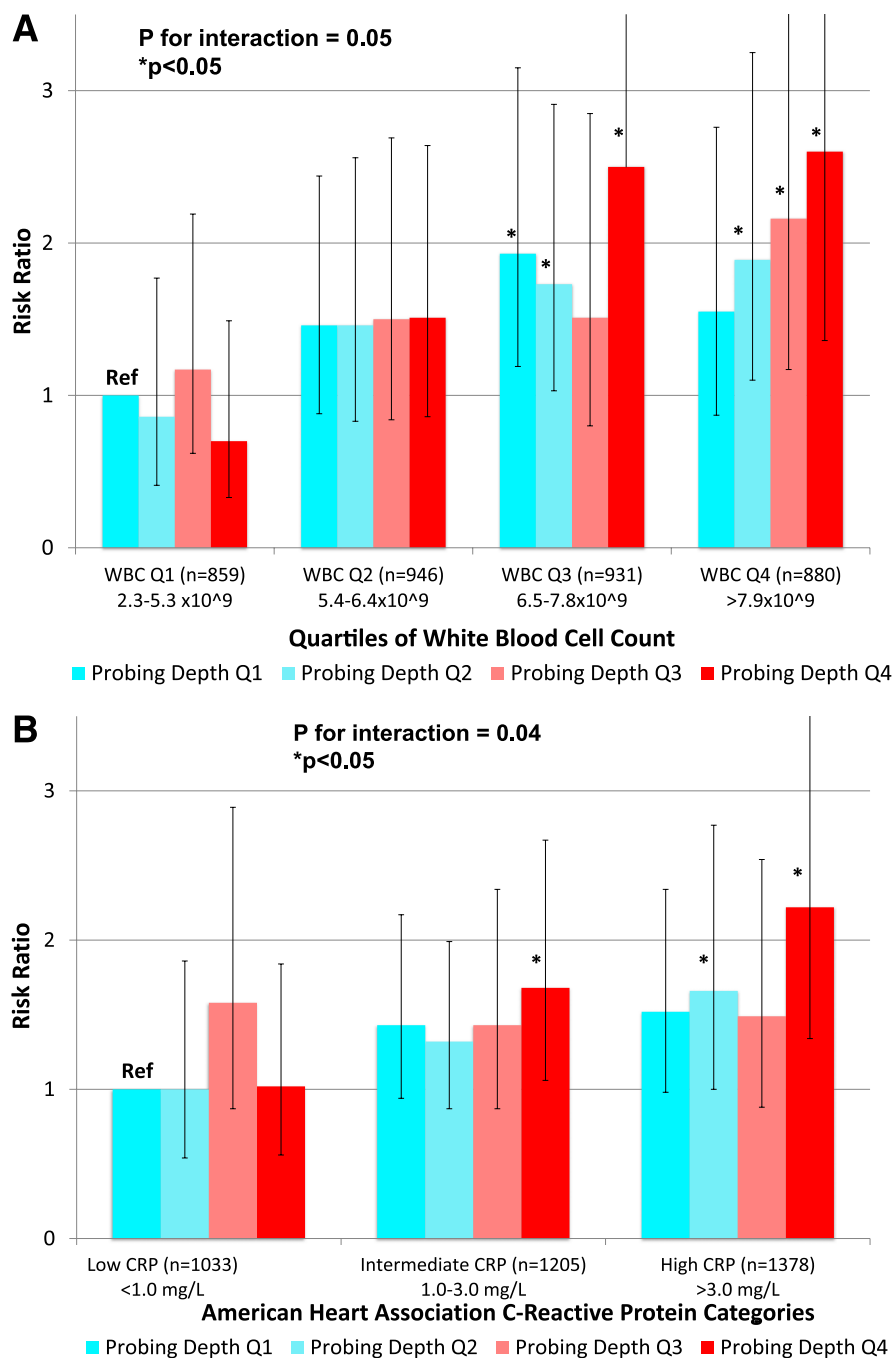 A
P for interaction = 0.05
*p<0.05
3
2
1
0
Risk Ratio
Ref
*
*
*
*
*
*
WBC Q1 (n=859)
2.3-5.3 x10^9
WBC Q2 (n=946)
5.4-6.4x10^9
WBC Q3 (n=931)
6.5-7.8x10^9
WBC Q4 (n=880)
>7.9x10^9
Quartiles of White Blood Cell Count
Probing Depth Q1 Probing Depth Q2 Probing Depth Q3 Probing Depth Q4
B
P for interaction = 0.04
*p<0.05
3
2
1
0
Risk Ratio
Ref
*
*
*
Low CRP (n=1033)
<1.0 mg/L
Intermediate CRP (n=1205)
1.0-3.0 mg/L
High CRP (n=1378)
>3.0 mg/L
American Heart Association C-Reactive Protein Categories
Probing Depth Q1 Probing Depth Q2 Probing Depth Q3 Probing Depth Q4